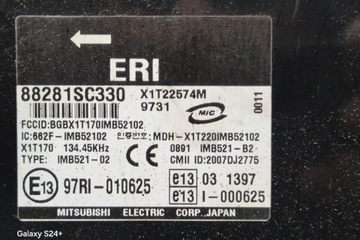 ERI
88281SC330 X1T22574M
9731 MIC 0011
FCCID:BGBX1T170IMB52102
IC:662F-IMB52102 인증번호:MDH-X1T220IMB52102
X1T170 134.45KHz 0891 IMB521-B2
TYPE: IMB521-02 CMII ID:2007DJ2775
E13 97RI-010625 e13 03 1397
e13 I-000625
MITSUBISHI ELECTRIC CORP.,JAPAN
Galaxy S24+